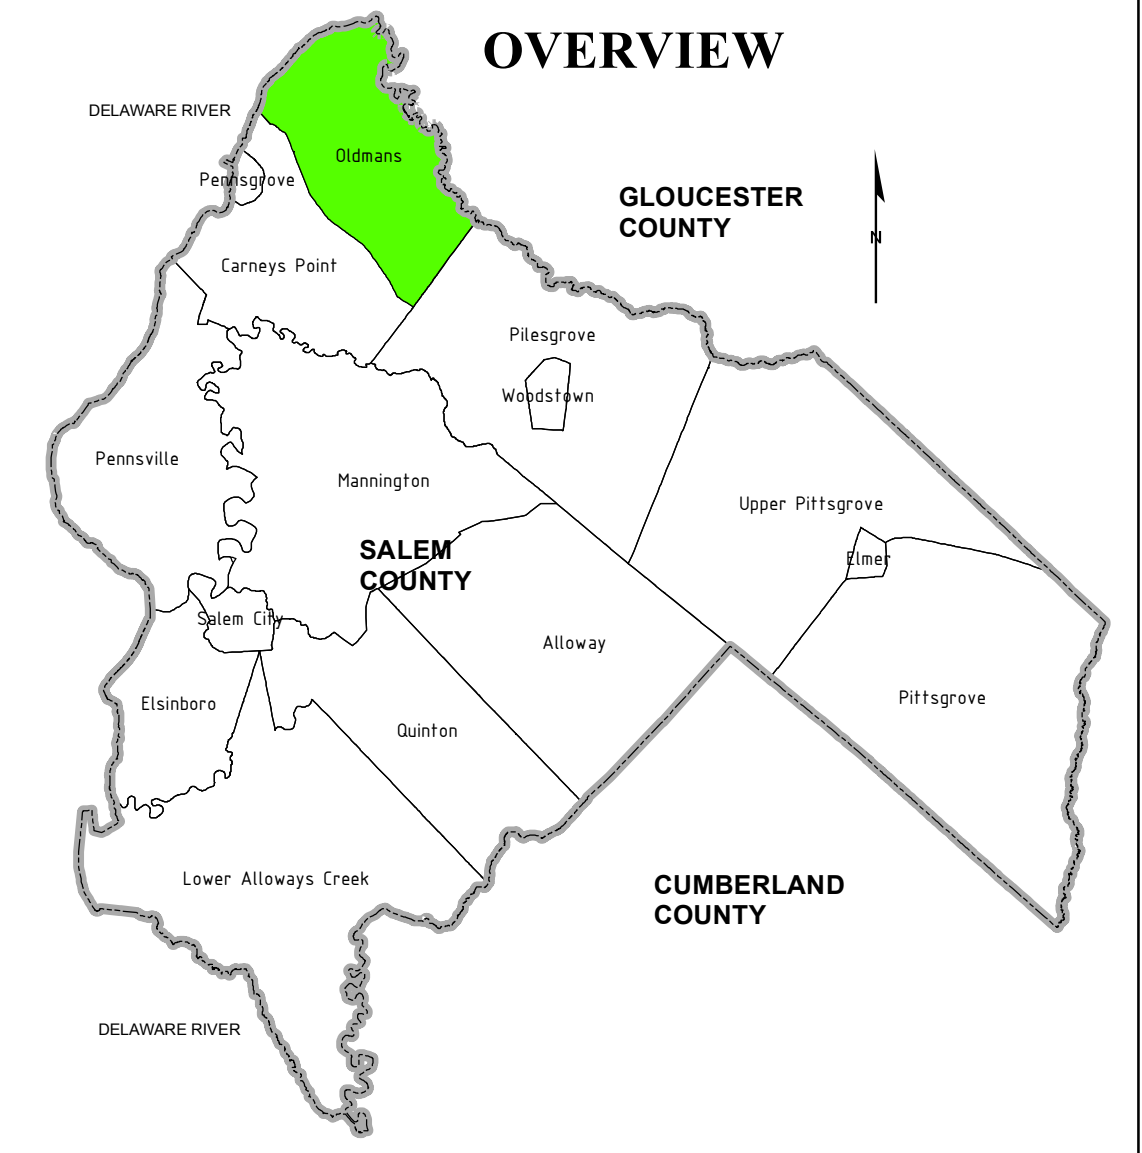 OVERVIEW
DELAWARE RIVER
Oldmans
Pennsgrove
GLOUCESTER
COUNTY
N
Carneys Point
Pilesgrove
Woodstown
Pennsville
Mannington
Upper Pittsgrove
SALEM
COUNTY
Elmer
Salem City
Alloway
Elsinboro
Pittsgrove
Quinton
Lower Alloways Creek
CUMBERLAND
COUNTY
DELAWARE RIVER